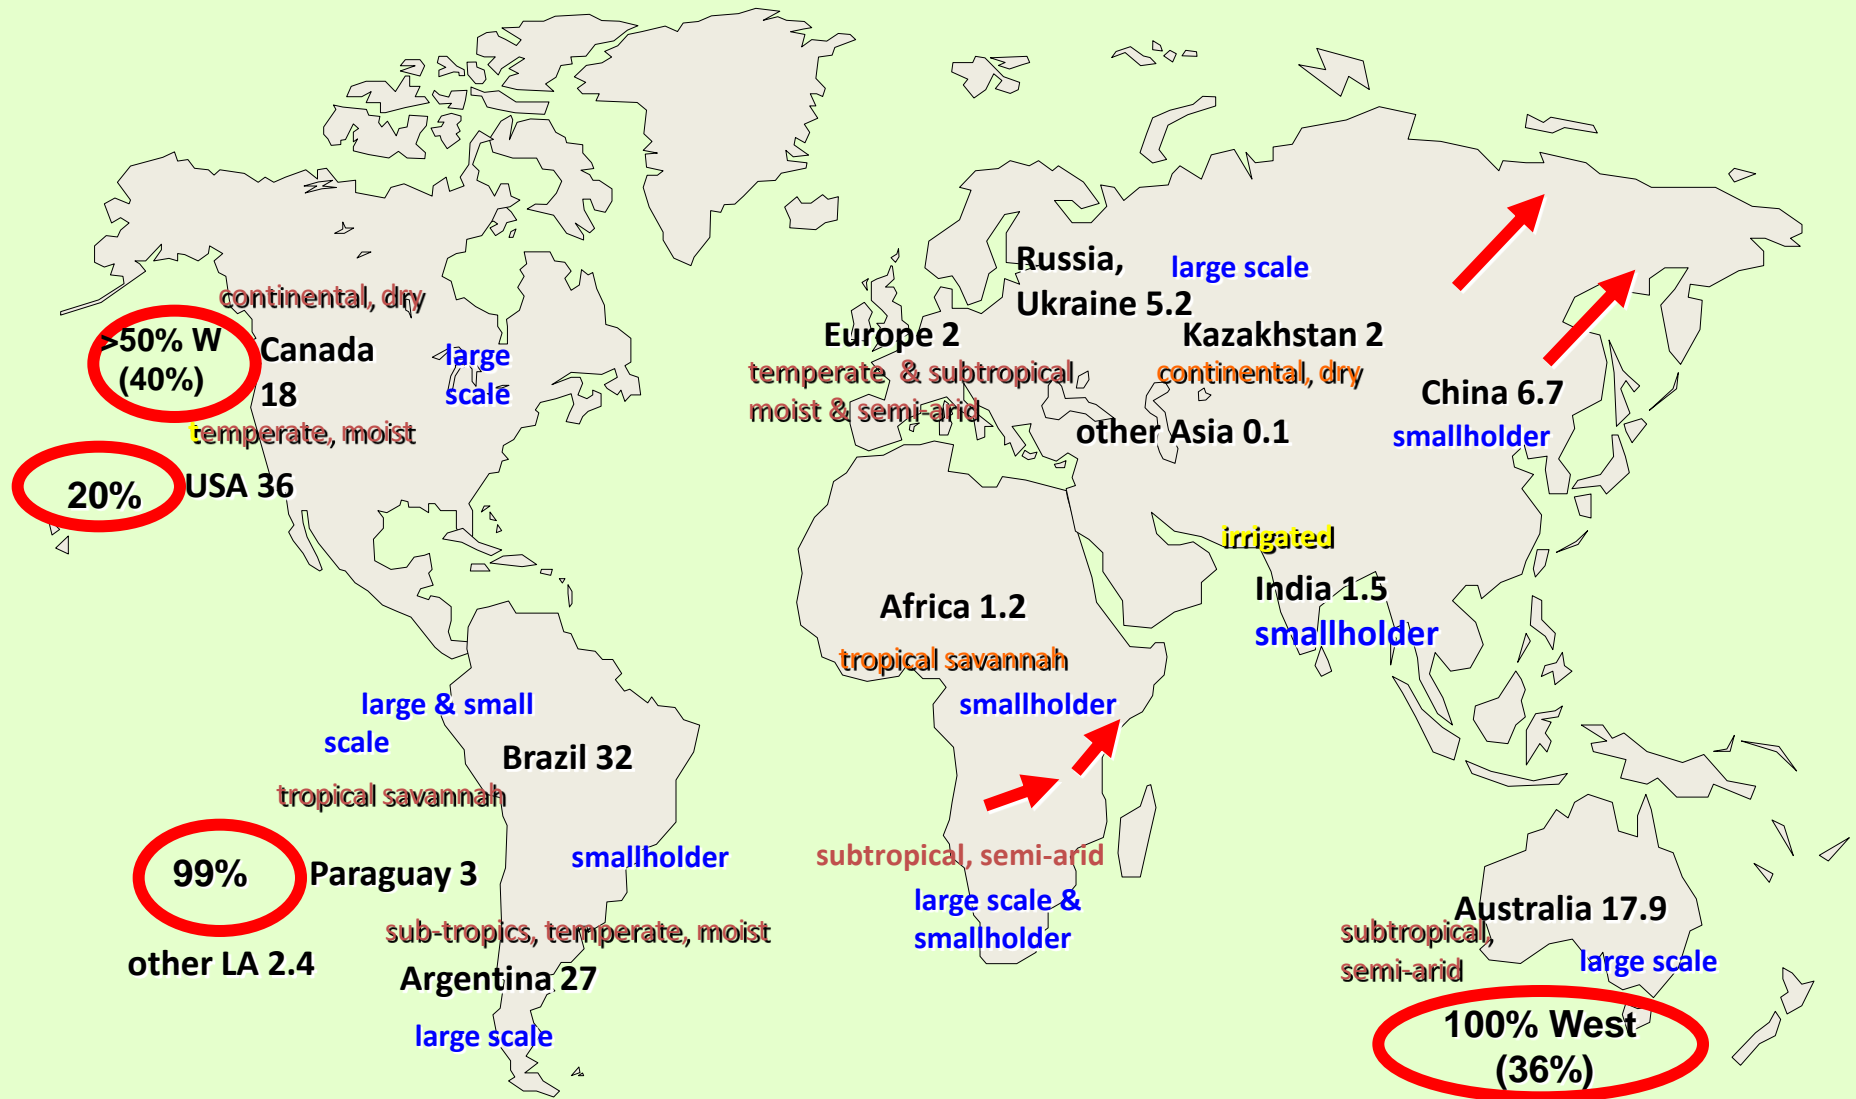 continental, dry
>50% W
(40%)
Canada
18
large
scale
temperate, moist
20%
USA 36
large & small
scale
Brazil 32
tropical savannah
99%
Paraguay 3
smallholder
sub-tropics, temperate, moist
other LA 2.4
Argentina 27
large scale
Russia,
Ukraine 5.2
large scale
Europe 2
temperate & subtropical
moist & semi-arid
Kazakhstan 2
continental, dry
other Asia 0.1
China 6.7
smallholder
irrigated
India 1.5
smallholder
Africa 1.2
tropical savannah
smallholder
subtropical, semi-arid
large scale &
smallholder
Australia 17.9
subtropical,
semi-arid
large scale
100% West
(36%)